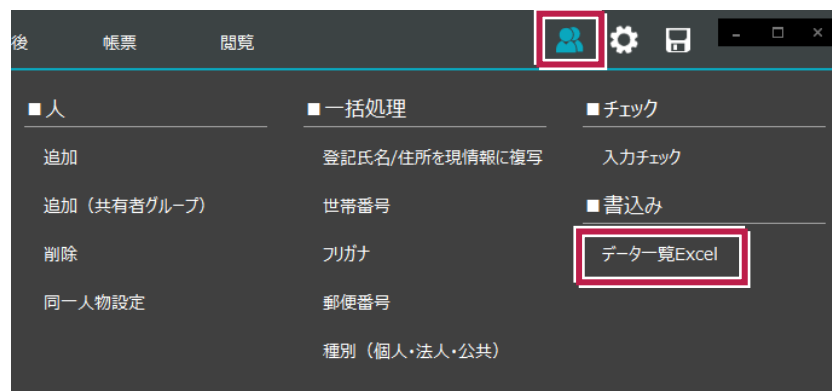 後 帳票 閲覧
■人
追加
追加（共有者グループ）
削除
同一人物設定
■一括処理
登記氏名/住所を現情報に複写
世帯番号
フリガナ
郵便番号
種別（個人・法人・公共）
■チェック
入力チェック
■書込み
データ一覧Excel